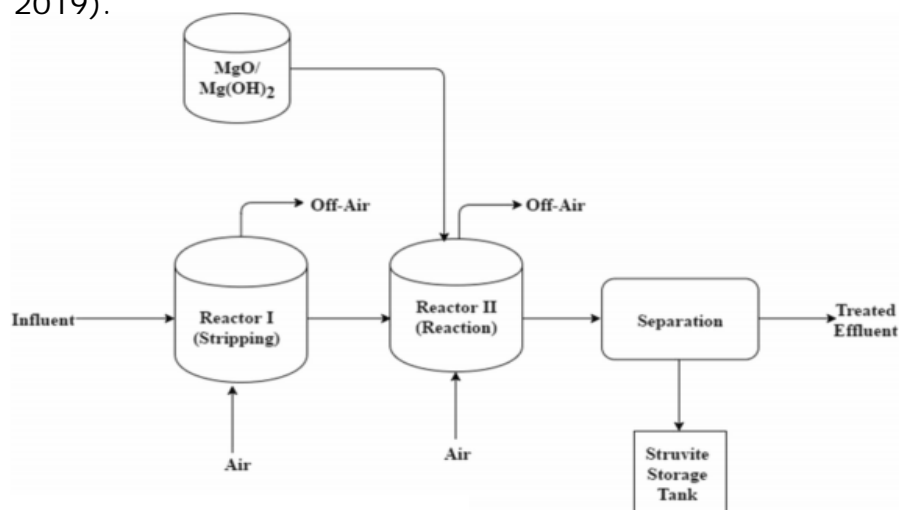 2019).
MgO/
Mg(OH)2
Off-Air
Off-Air
Influent
Reactor I
(Stripping)
Reactor II
(Reaction)
Separation
Treated
Effluent
Air
Air
Struvite
Storage
Tank